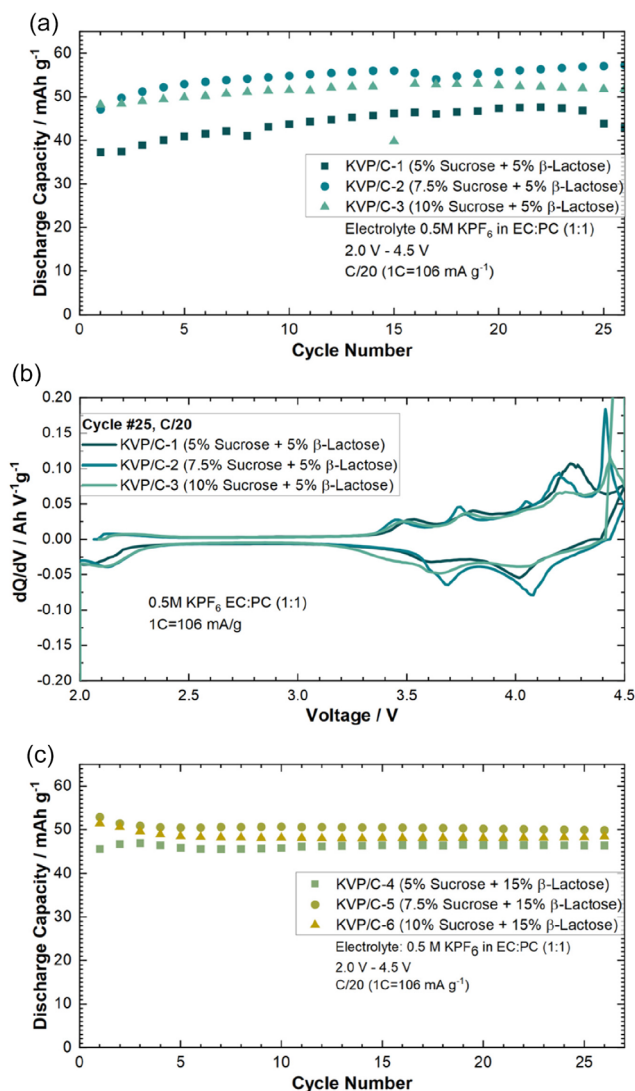 (a)
Discharge Capacity / mAh g⁻¹
60
50
40
30
20
10
0
KVP/C-1 (5% Sucrose + 5% β-Lactose)
KVP/C-2 (7.5% Sucrose + 5% β-Lactose)
KVP/C-3 (10% Sucrose + 5% β-Lactose)
Electrolyte 0.5M KPF₆ in EC:PC (1:1)
2.0 V - 4.5 V
C/20 (1C=106 mA g⁻¹)
0 5 10 15 20 25
Cycle Number
(b)
dQ/dV / Ah V⁻¹g⁻¹
0.20
0.15
0.10
0.05
0.00
-0.05
-0.10
-0.15
-0.20
Cycle #25, C/20
KVP/C-1 (5% Sucrose + 5% β-Lactose)
KVP/C-2 (7.5% Sucrose + 5% β-Lactose)
KVP/C-3 (10% Sucrose + 5% β-Lactose)
0.5M KPF₆ EC:PC (1:1)
1C=106 mA/g
2.0 2.5 3.0 3.5 4.0 4.5
Voltage / V
(c)
Discharge Capacity / mAh g⁻¹
60
50
40
30
20
10
0
KVP/C-4 (5% Sucrose + 15% β-Lactose)
KVP/C-5 (7.5% Sucrose + 15% β-Lactose)
KVP/C-6 (10% Sucrose + 15% β-Lactose)
Electrolyte: 0.5 M KPF₆ in EC:PC (1:1)
2.0 V - 4.5 V
C/20 (1C=106 mA g⁻¹)
0 5 10 15 20 25
Cycle Number